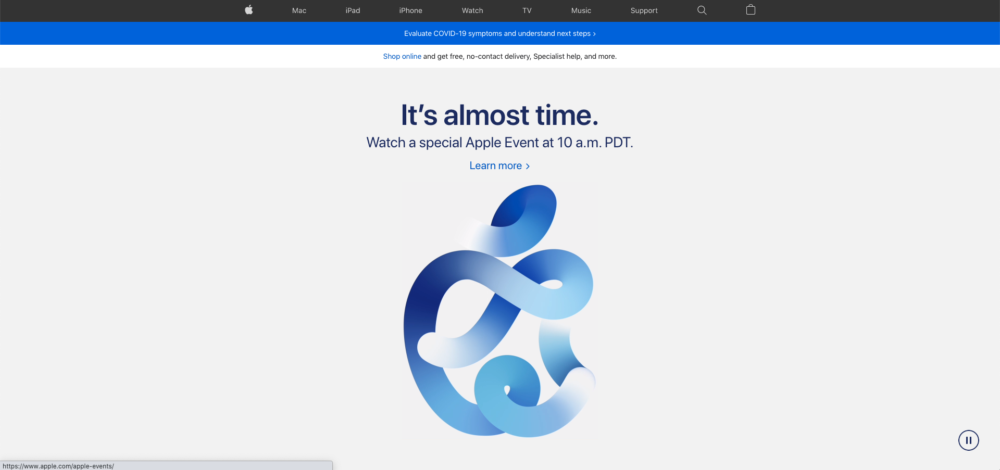 Mac iPad iPhone Watch TV Music Support
Evaluate COVID-19 symptoms and understand next steps ›
Shop online and get free, no-contact delivery, Specialist help, and more.
It’s almost time.
Watch a special Apple Event at 10 a.m. PDT.
Learn more ›
https://www.apple.com/apple-events/